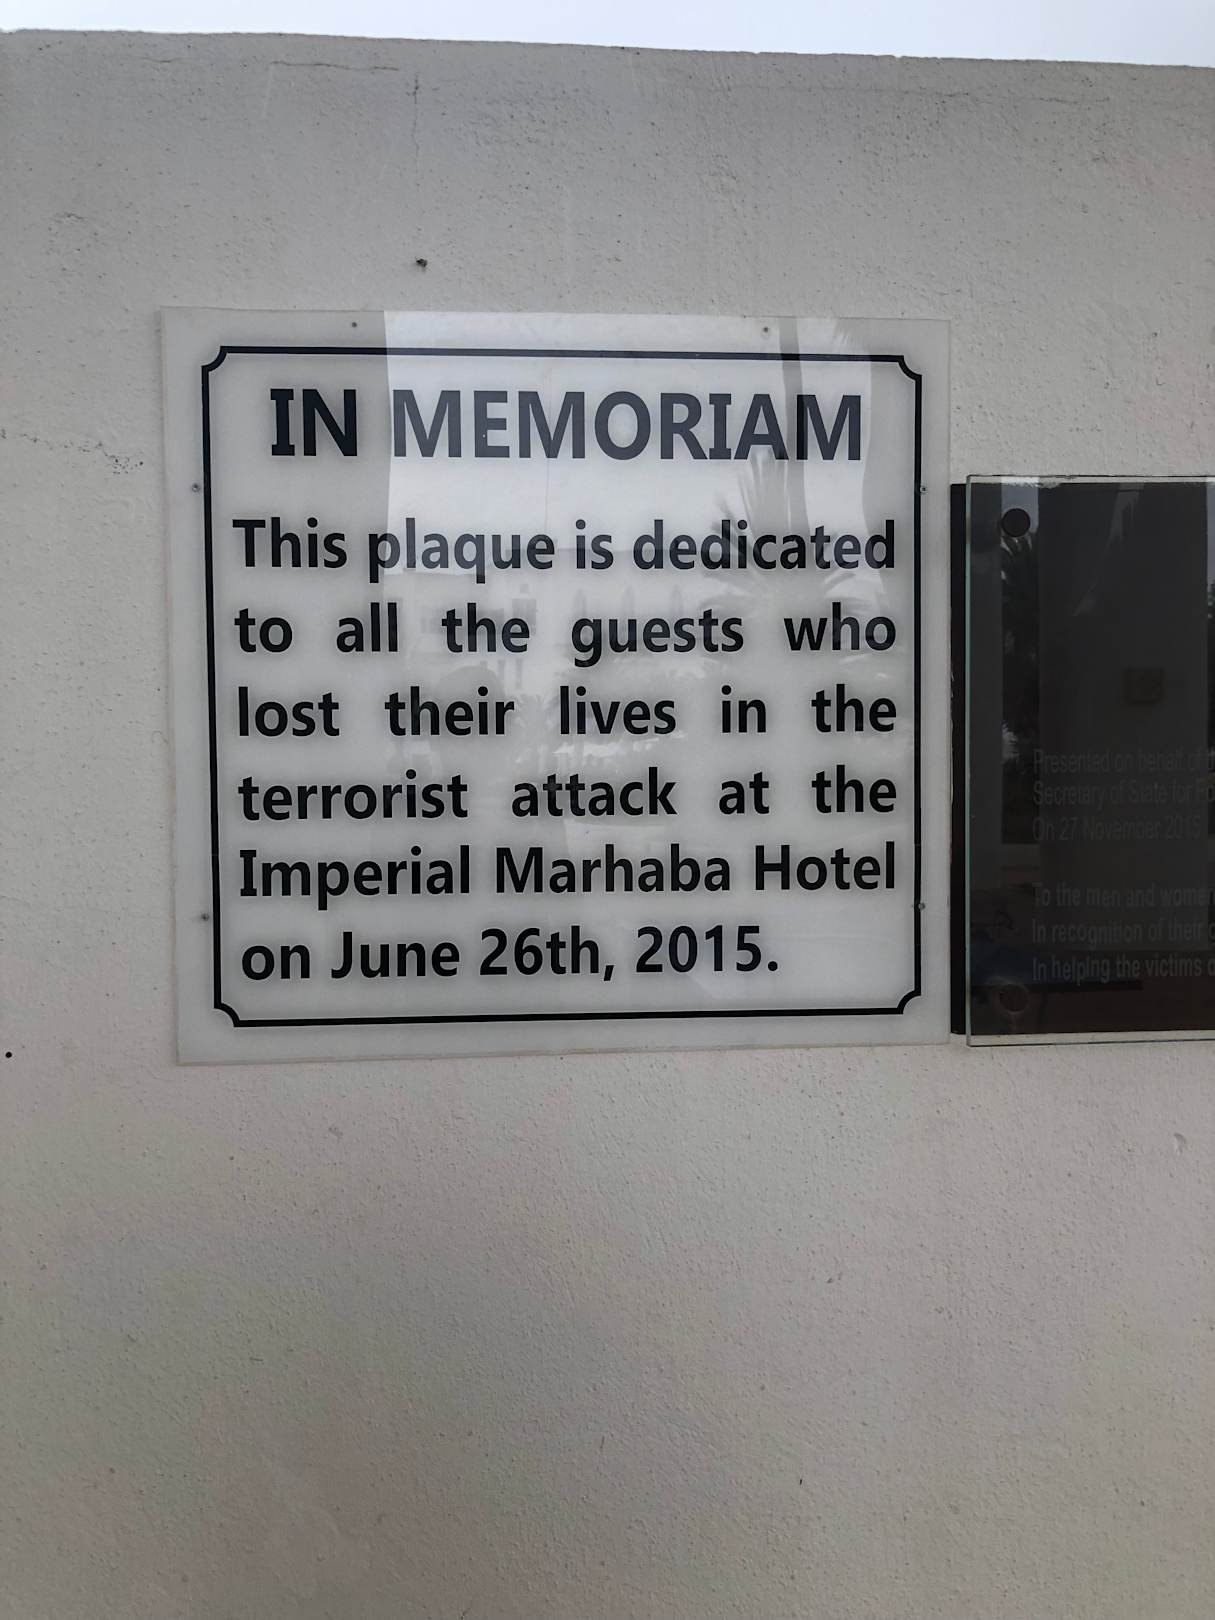 IN MEMORIAM
This plaque is dedicated
to all the guests who
lost their lives in the
terrorist attack at the
Imperial Marhaba Hotel
on June 26th, 2015.
Presented on behalf of
Secretary of State for
On 27 November 2015
To the men and
In recognition of their
In helping the victims